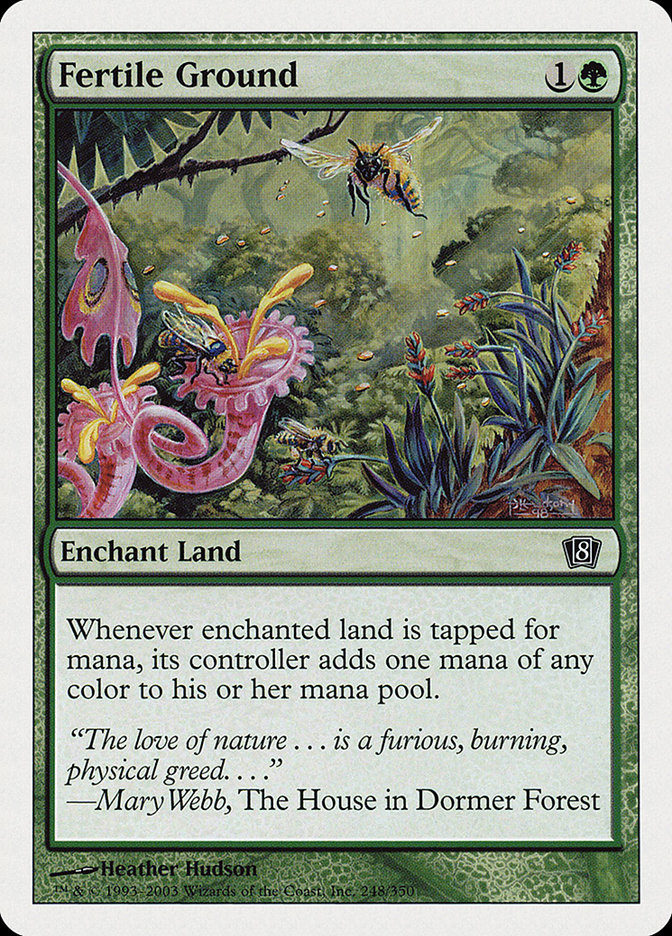 Fertile Ground 1
Enchant Land 8
Whenever enchanted land is tapped for
mana, its controller adds one mana of any
color to his or her mana pool.
“The love of nature . . . is a furious, burning,
physical greed. . . .”
—Mary Webb, The House in Dormer Forest
Heather Hudson
™ & © 1993–2003 Wizards of the Coast, Inc. 248/350